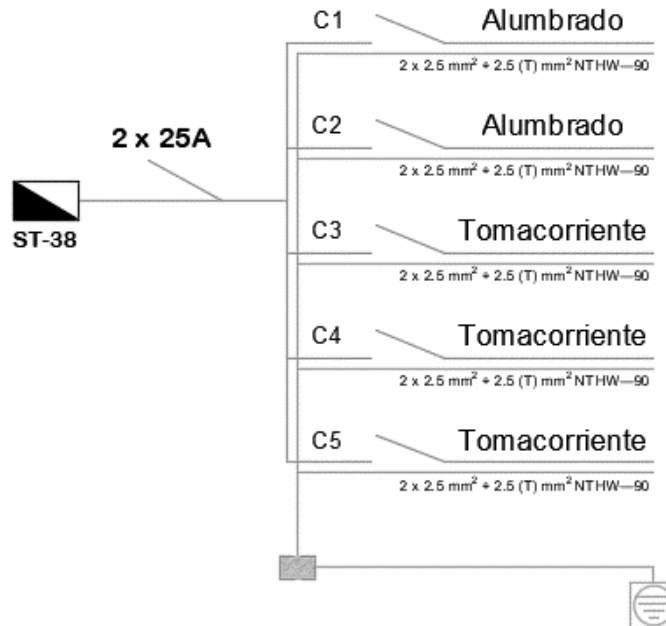 C1 Alumbrado
2 x 2.5 mm² + 2.5 (T) mm² NTHW—90
C2 Alumbrado
2 x 2.5 mm² + 2.5 (T) mm² NTHW—90
2 x 25A
ST-38
C3 Tomacorriente
2 x 2.5 mm² + 2.5 (T) mm² NTHW—90
C4 Tomacorriente
2 x 2.5 mm² + 2.5 (T) mm² NTHW—90
C5 Tomacorriente
2 x 2.5 mm² + 2.5 (T) mm² NTHW—90